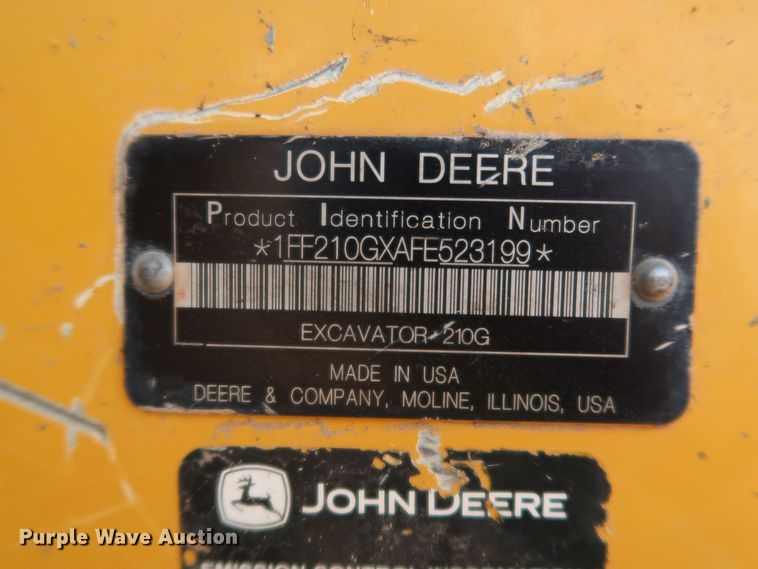 JOHN DEERE
Product Identification Number
*1FF210GXAFE523199*
EXCAVATOR 210G
MADE IN USA
DEERE & COMPANY, MOLINE, ILLINOIS, USA
JOHN DEERE
Purple Wave Auction